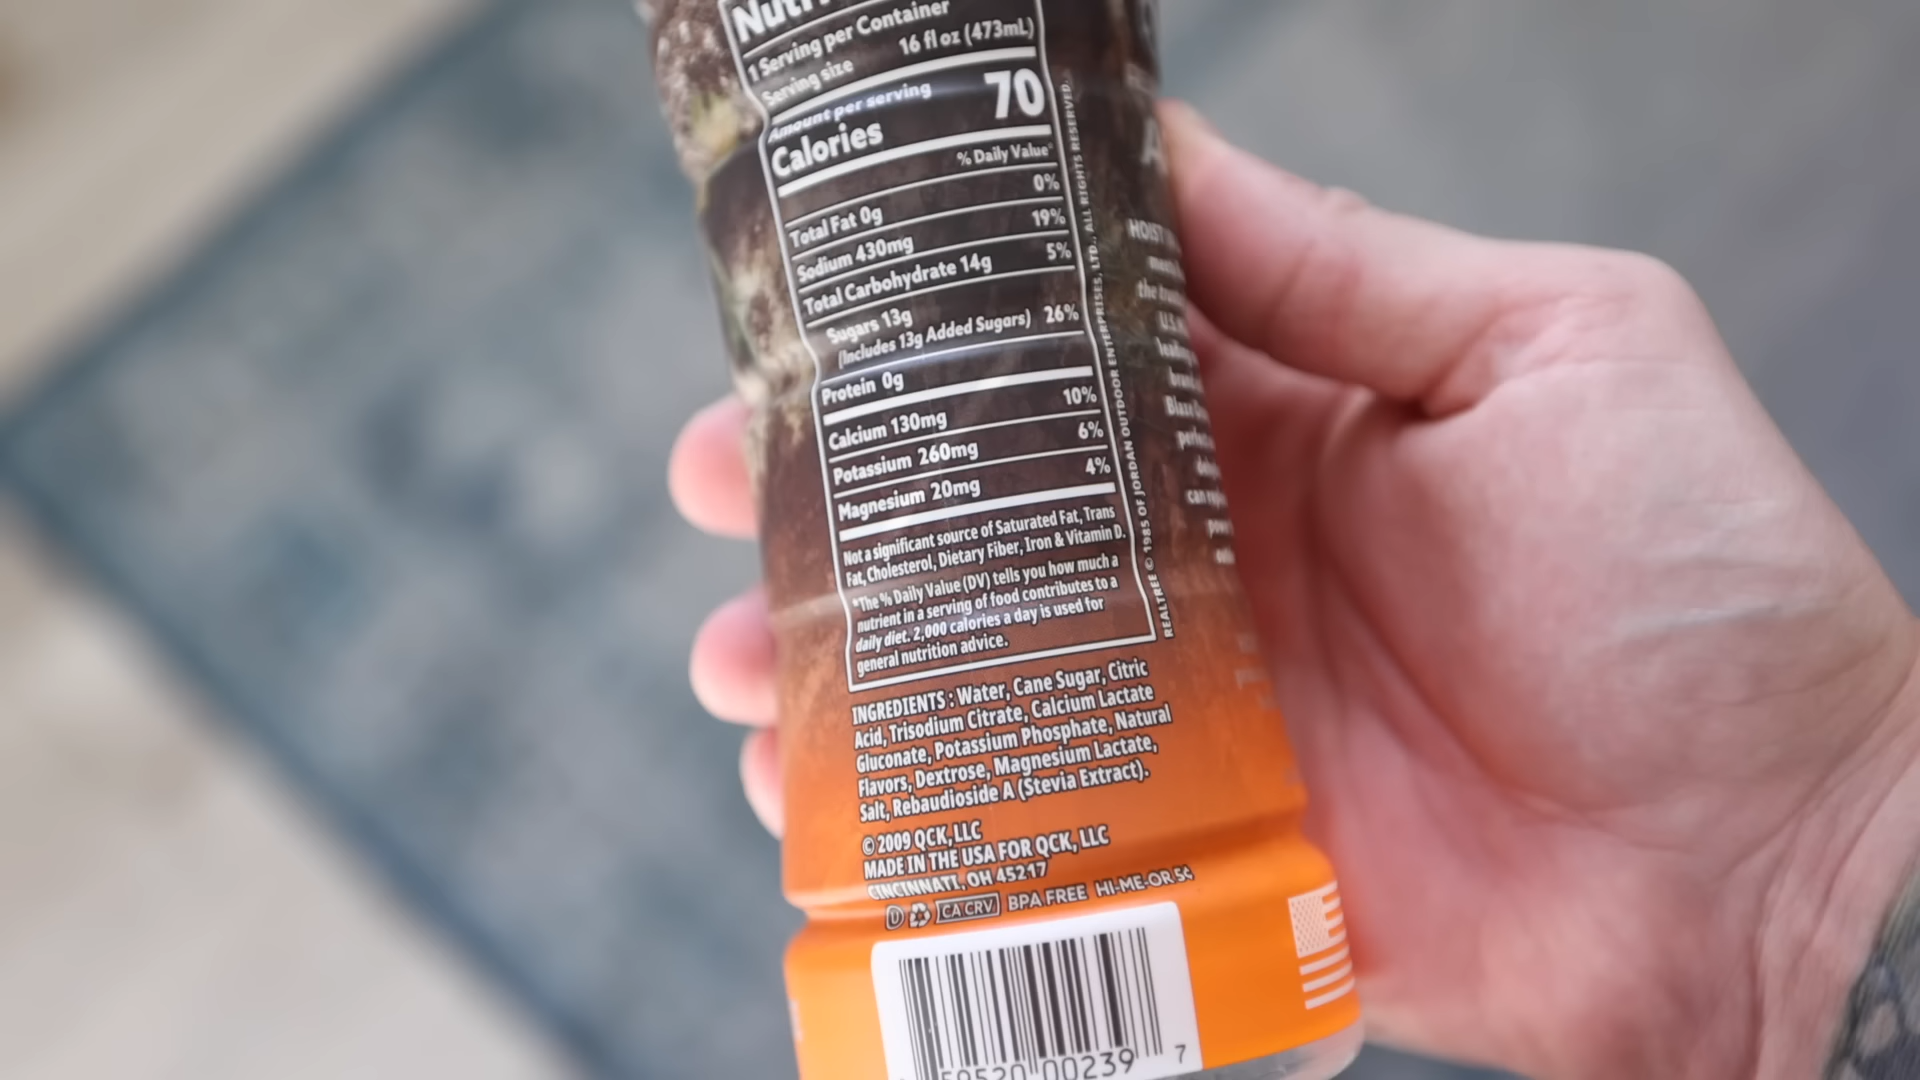 1 Serving per Container
Serving size 16 fl oz (473mL)
Amount per serving
Calories 70
% Daily Value*
Total Fat 0g 0%
Sodium 430mg 19%
Total Carbohydrate 14g 5%
Sugars 13g
(Includes 13g Added Sugars) 26%
Protein 0g
Calcium 130mg 10%
Potassium 260mg 6%
Magnesium 20mg 4%
Not a significant source of Saturated Fat, Trans
Fat, Cholesterol, Dietary Fiber, Iron & Vitamin D.
*The % Daily Value (DV) tells you how much a
nutrient in a serving of food contributes to a
daily diet. 2,000 calories a day is used for
general nutrition advice.
INGREDIENTS : Water, Cane Sugar, Citric
Acid, Trisodium Citrate, Calcium Lactate
Gluconate, Potassium Phosphate, Natural
Flavors, Dextrose, Magnesium Lactate,
Salt, Rebaudioside A (Stevia Extract).
© 2009 QCK, LLC
MADE IN THE USA FOR QCK, LLC
CINCINNATI, OH 45217
D CA CRV BPA FREE HI-ME-OR 5¢
59520 00239 7
REALTREE © 1985 OF JORDAN OUTDOOR ENTERPRISES, LTD., ALL RIGHTS RESERVED.
HOIST
the
U.S.